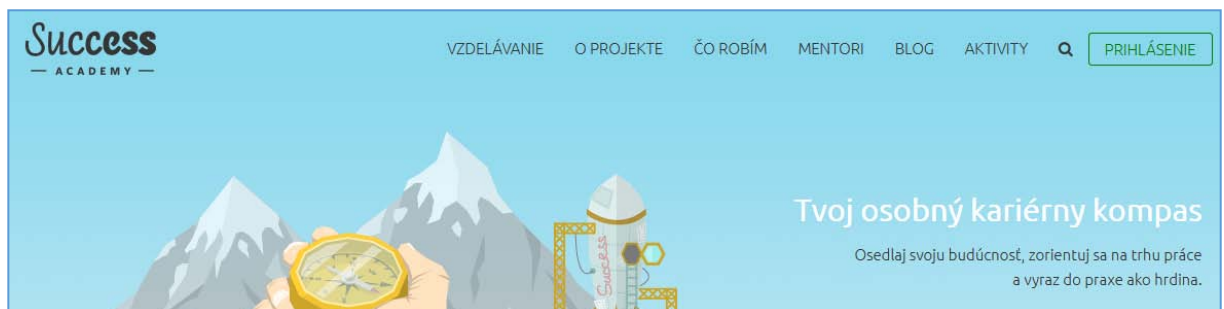 Success
— ACADEMY —
VZDELÁVANIE O PROJEKTE ČO ROBÍM MENTORI BLOG AKTIVITY PRIHLÁSENIE
Tvoj osobný kariérny kompas
Osedlaj svoju budúcnosť, zorientuj sa na trhu práce
a vyraz do praxe ako hrdina.
Success